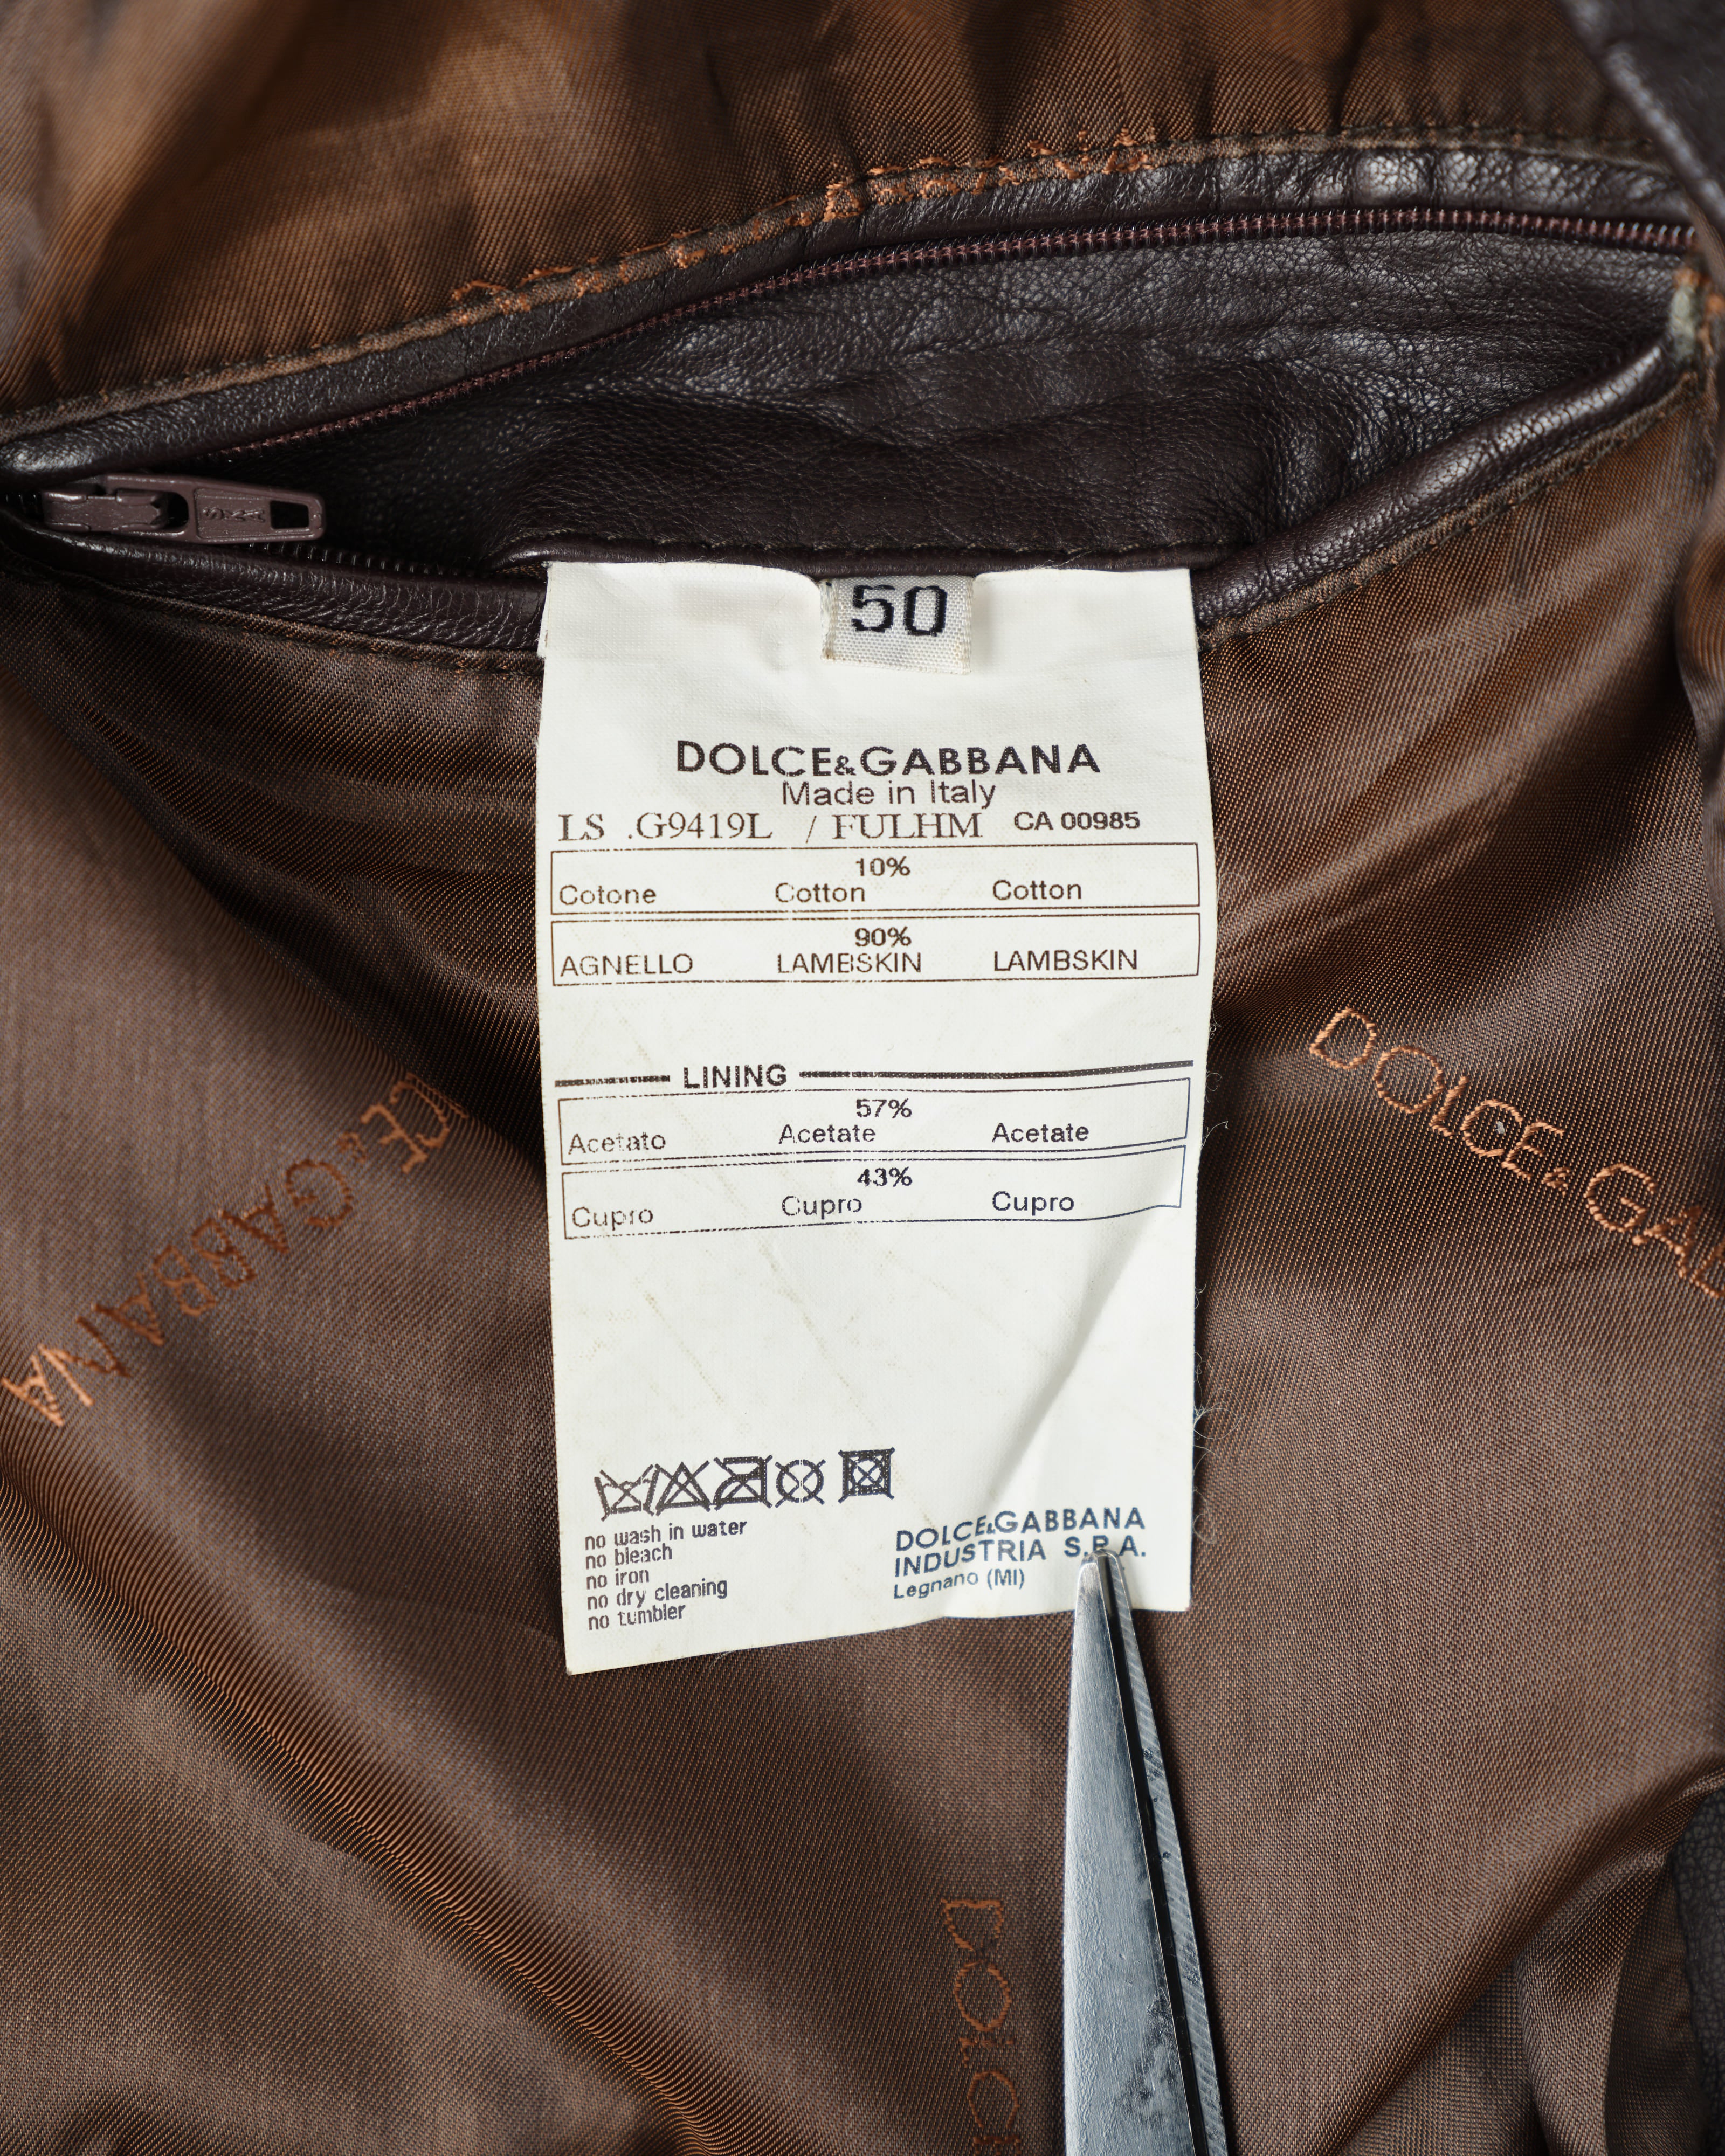 50
DOLCE&GABBANA
Made in Italy
LS .G9419L / FULHM CA 00985
10%
Cotone Cotton Cotton
90%
AGNELLO LAMBSKIN LAMBSKIN
LINING
57%
Acetato Acetate Acetate
43%
Cupro Cupro Cupro
no wash in water
no bleach
no iron
no dry cleaning
no tumbler
DOLCE&GABBANA
INDUSTRIA S.P.A.
Legnano (MI)
CE & GABBANA
DOLCE & GAB
DOLCE